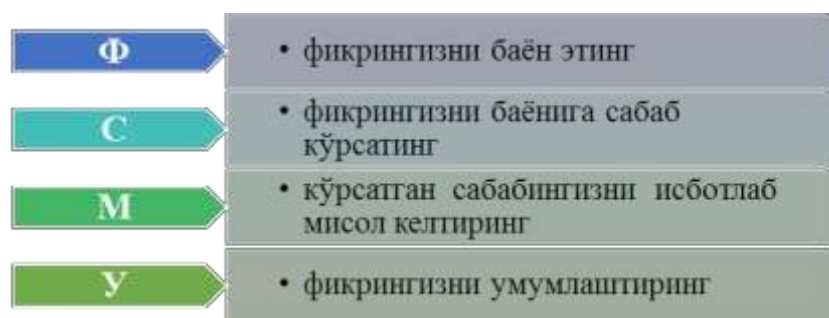 Ф
• фикрингизни баён этинг
С
• фикрингизни баёнига сабаб
кўрсатинг
М
• кўрсатган сабабингизни исботлаб
мисол келтиринг
У
• фикрингизни умумлаштиринг